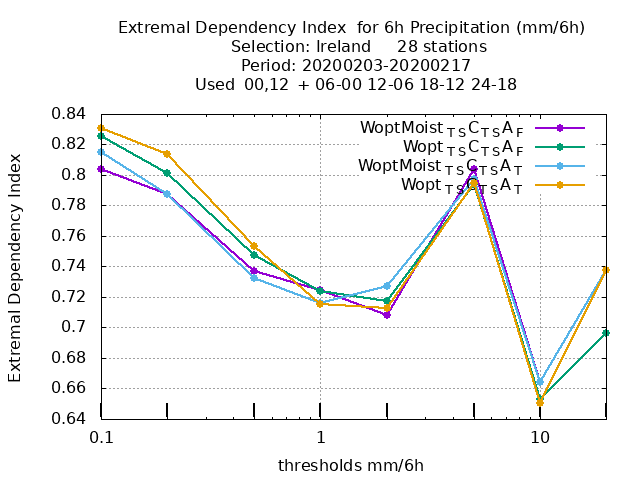 Extremal Dependency Index  for 6h Precipitation (mm/6h)
Selection: Ireland     28 stations
Period: 20200203-20200217
Used  00,12  + 06-00 12-06 18-12 24-18
Extremal Dependency Index
0.84
0.82
0.8
0.78
0.76
0.74
0.72
0.7
0.68
0.66
0.64
WoptMoist TS C TS A F
Wopt TS C TS A F
WoptMoist TS C TS A T
Wopt TS C TS A T
0.1 1 10
thresholds mm/6h